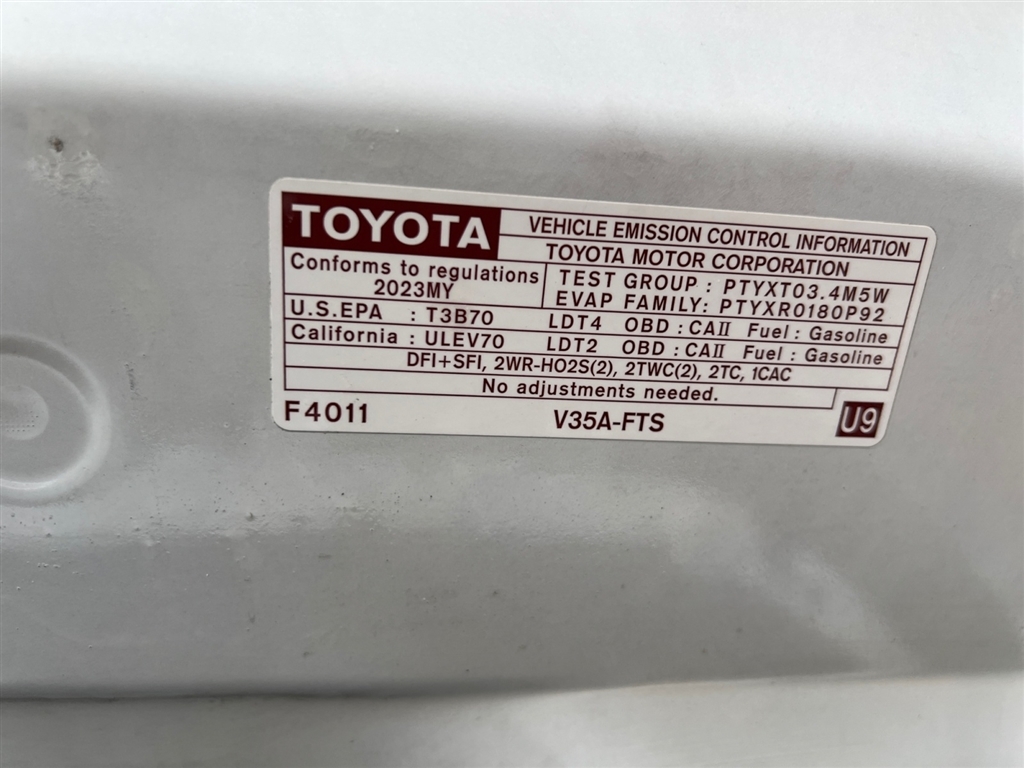 TOYOTA
VEHICLE EMISSION CONTROL INFORMATION
TOYOTA MOTOR CORPORATION
Conforms to regulations
2023MY
TEST GROUP : PTYXT03.4M5W
EVAP FAMILY: PTYXR0180P92
U.S.EPA : T3B70 LDT4 OBD : CAII Fuel : Gasoline
California : ULEV70 LDT2 OBD : CAII Fuel : Gasoline
DFI+SFI, 2WR-HO2S(2), 2TWC(2), 2TC, 1CAC
No adjustments needed.
F4011 V35A-FTS U9